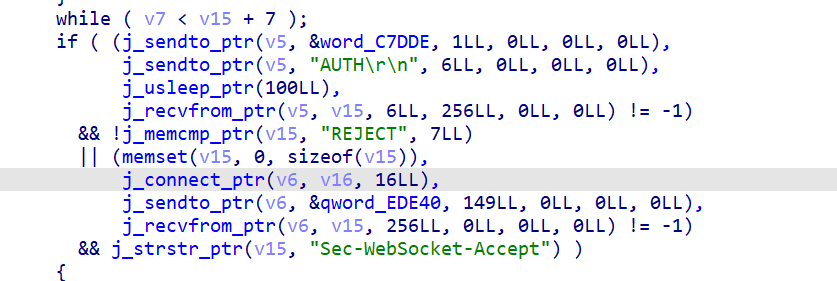 while ( v7 < v15 + 7 );
if ( (j_sendto_ptr(v5, &word_C7DDE, 1LL, 0LL, 0LL, 0LL),
j_sendto_ptr(v5, "AUTH\r\n", 6LL, 0LL, 0LL, 0LL),
j_usleep_ptr(100LL),
j_recvfrom_ptr(v5, v15, 6LL, 256LL, 0LL, 0LL) != -1)
&& !j_memcmp_ptr(v15, "REJECT", 7LL)
|| (memset(v15, 0, sizeof(v15)),
j_connect_ptr(v6, v16, 16LL),
j_sendto_ptr(v6, &qword_EDE40, 149LL, 0LL, 0LL, 0LL),
j_recvfrom_ptr(v6, v15, 256LL, 0LL, 0LL, 0LL) != -1)
&& j_strstr_ptr(v15, "Sec-WebSocket-Accept") )
{